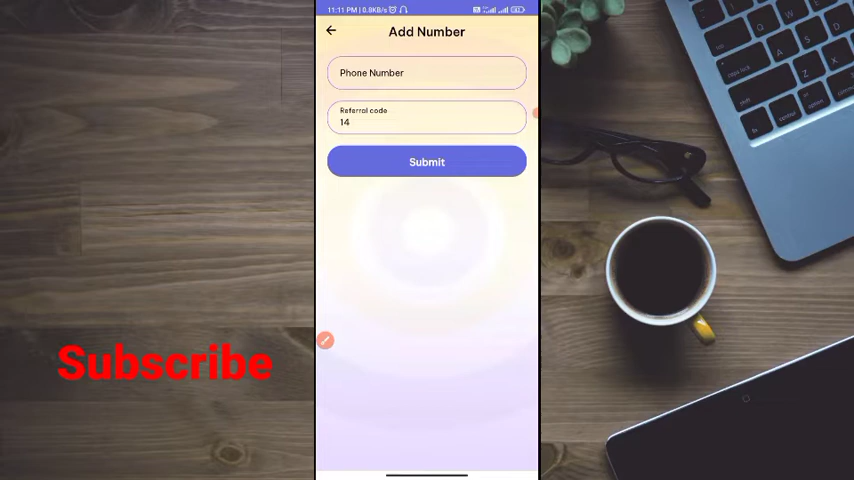 11:11 PM | 0.8KB/s
Add Number
Phone Number
Referral code
14
Submit
Subscribe